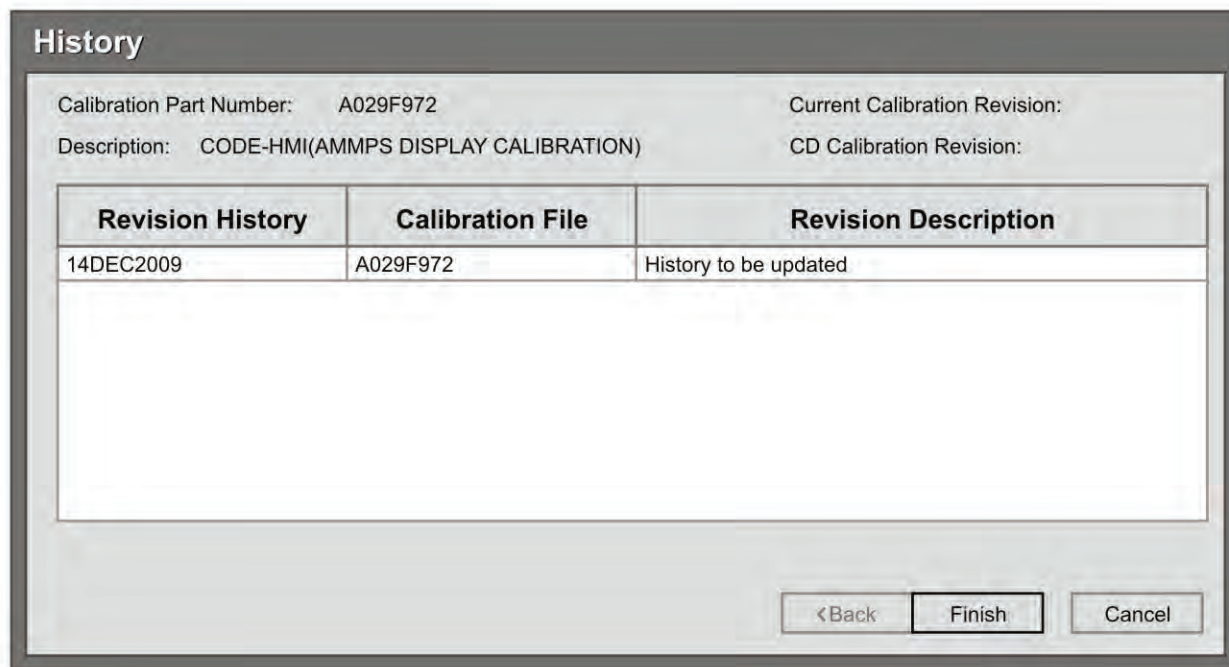 History
Calibration Part Number: A029F972 Current Calibration Revision:
Description: CODE-HMI(AMMPS DISPLAY CALIBRATION) CD Calibration Revision:
Revision History Calibration File Revision Description
14DEC2009 A029F972 History to be updated
<Back Finish Cancel